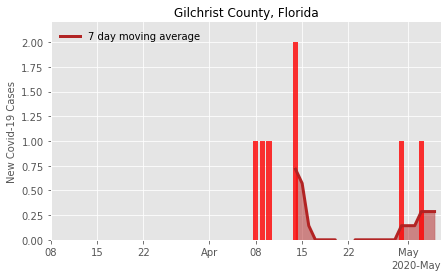 Gilchrist County, Florida
7 day moving average
New Covid-19 Cases
2.00
1.75
1.50
1.25
1.00
0.75
0.50
0.25
0.00
08 15 22 Apr 08 15 22 May
2020-May